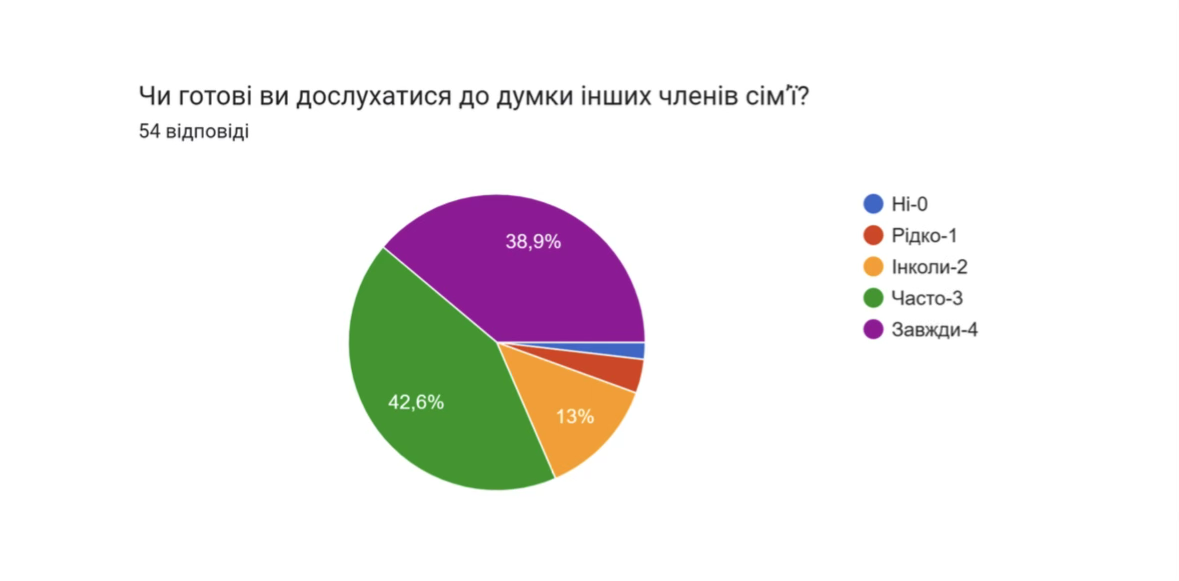 Чи готові ви дослухатися до думки інших членів сім'ї?
54 відповіді
38,9%
42,6%
13%
Ні-0
Рідко-1
Інколи-2
Часто-3
Завжди-4